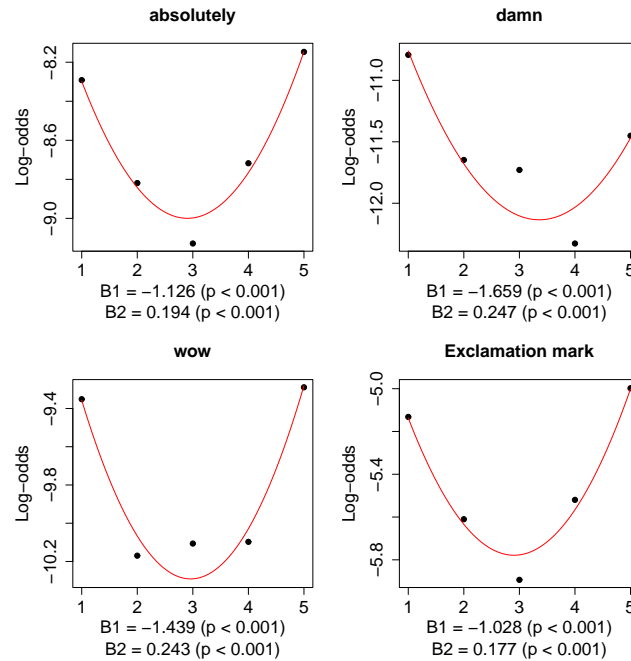 absolutely
Log−odds
−8.2
−8.6
−9.0
1 2 3 4 5
B1 = −1.126 (p < 0.001)
B2 = 0.194 (p < 0.001)
damn
Log−odds
−11.0
−11.5
−12.0
1 2 3 4 5
B1 = −1.659 (p < 0.001)
B2 = 0.247 (p < 0.001)
wow
Log−odds
−9.4
−9.8
−10.2
1 2 3 4 5
B1 = −1.439 (p < 0.001)
B2 = 0.243 (p < 0.001)
Exclamation mark
Log−odds
−5.0
−5.4
−5.8
1 2 3 4 5
B1 = −1.028 (p < 0.001)
B2 = 0.177 (p < 0.001)